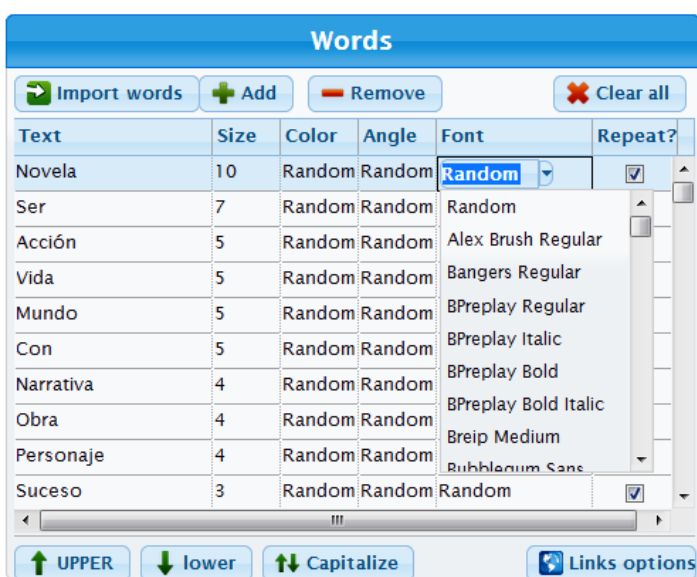 Words
Import words Add Remove Clear all
Text Size Color Angle Font Repeat?
Novela 10 Random Random Random
Ser 7 Random Random Random
Acción 5 Random Random Alex Brush Regular
Vida 5 Random Random Bangers Regular
Mundo 5 Random Random BPreplay Regular
Con 5 Random Random BPreplay Italic
Narrativa 4 Random Random BPreplay Bold
Obra 4 Random Random BPreplay Bold Italic
Personaje 4 Random Random Breip Medium
Bubblegum Sans
Suceso 3 Random Random Random
UPPER lower Capitalize Links options